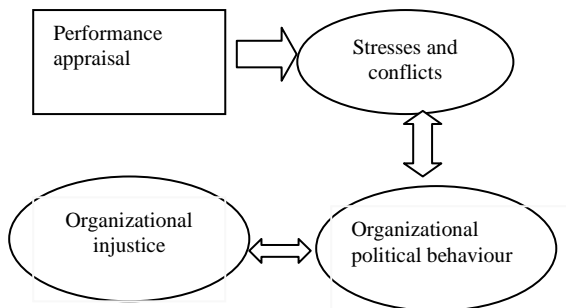 Performance
appraisal
Stresses and
conflicts
Organizational
injustice
Organizational
political behaviour